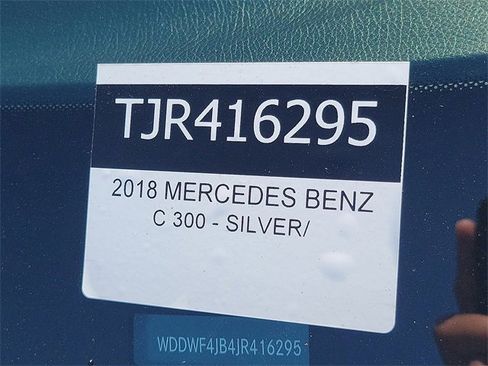 TJR416295
2018 MERCEDES BENZ
C 300 - SILVER/
WDDWF4JB4JR416295